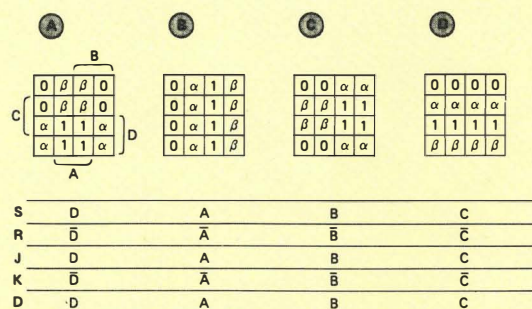 A B C D
B
0 β β 0 0 α 1 β 0 0 α α 0 0 0 0
0 β β 0 0 α 1 β β β 1 1 α α α α
C
α 1 1 α 0 α 1 β β β 1 1 1 1 1 1
D
α 1 1 α 0 α 1 β 0 0 α α β β β β
A
S D A B C
R D̅ A̅ B̅ C̅
J D A B C
K D̅ A̅ B̅ C̅
D D A B C